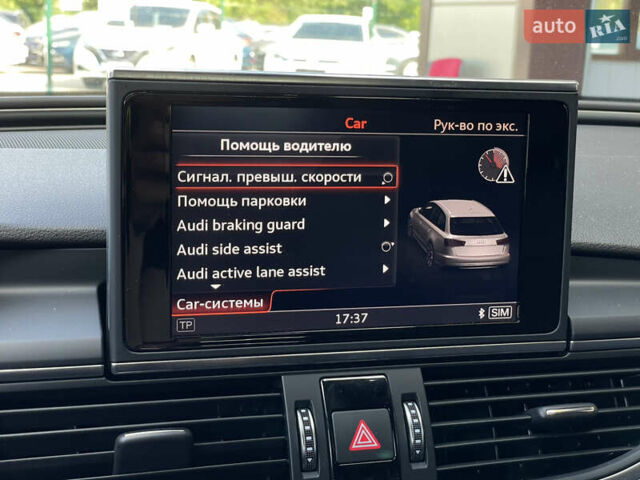 auto RIA.com
Car
Рук-во по экс.
Помощь водителю
Сигнал. превыш. скорости
Помощь парковки
Audi braking guard
Audi side assist
Audi active lane assist
Car-системы
TP
17:37
SIM